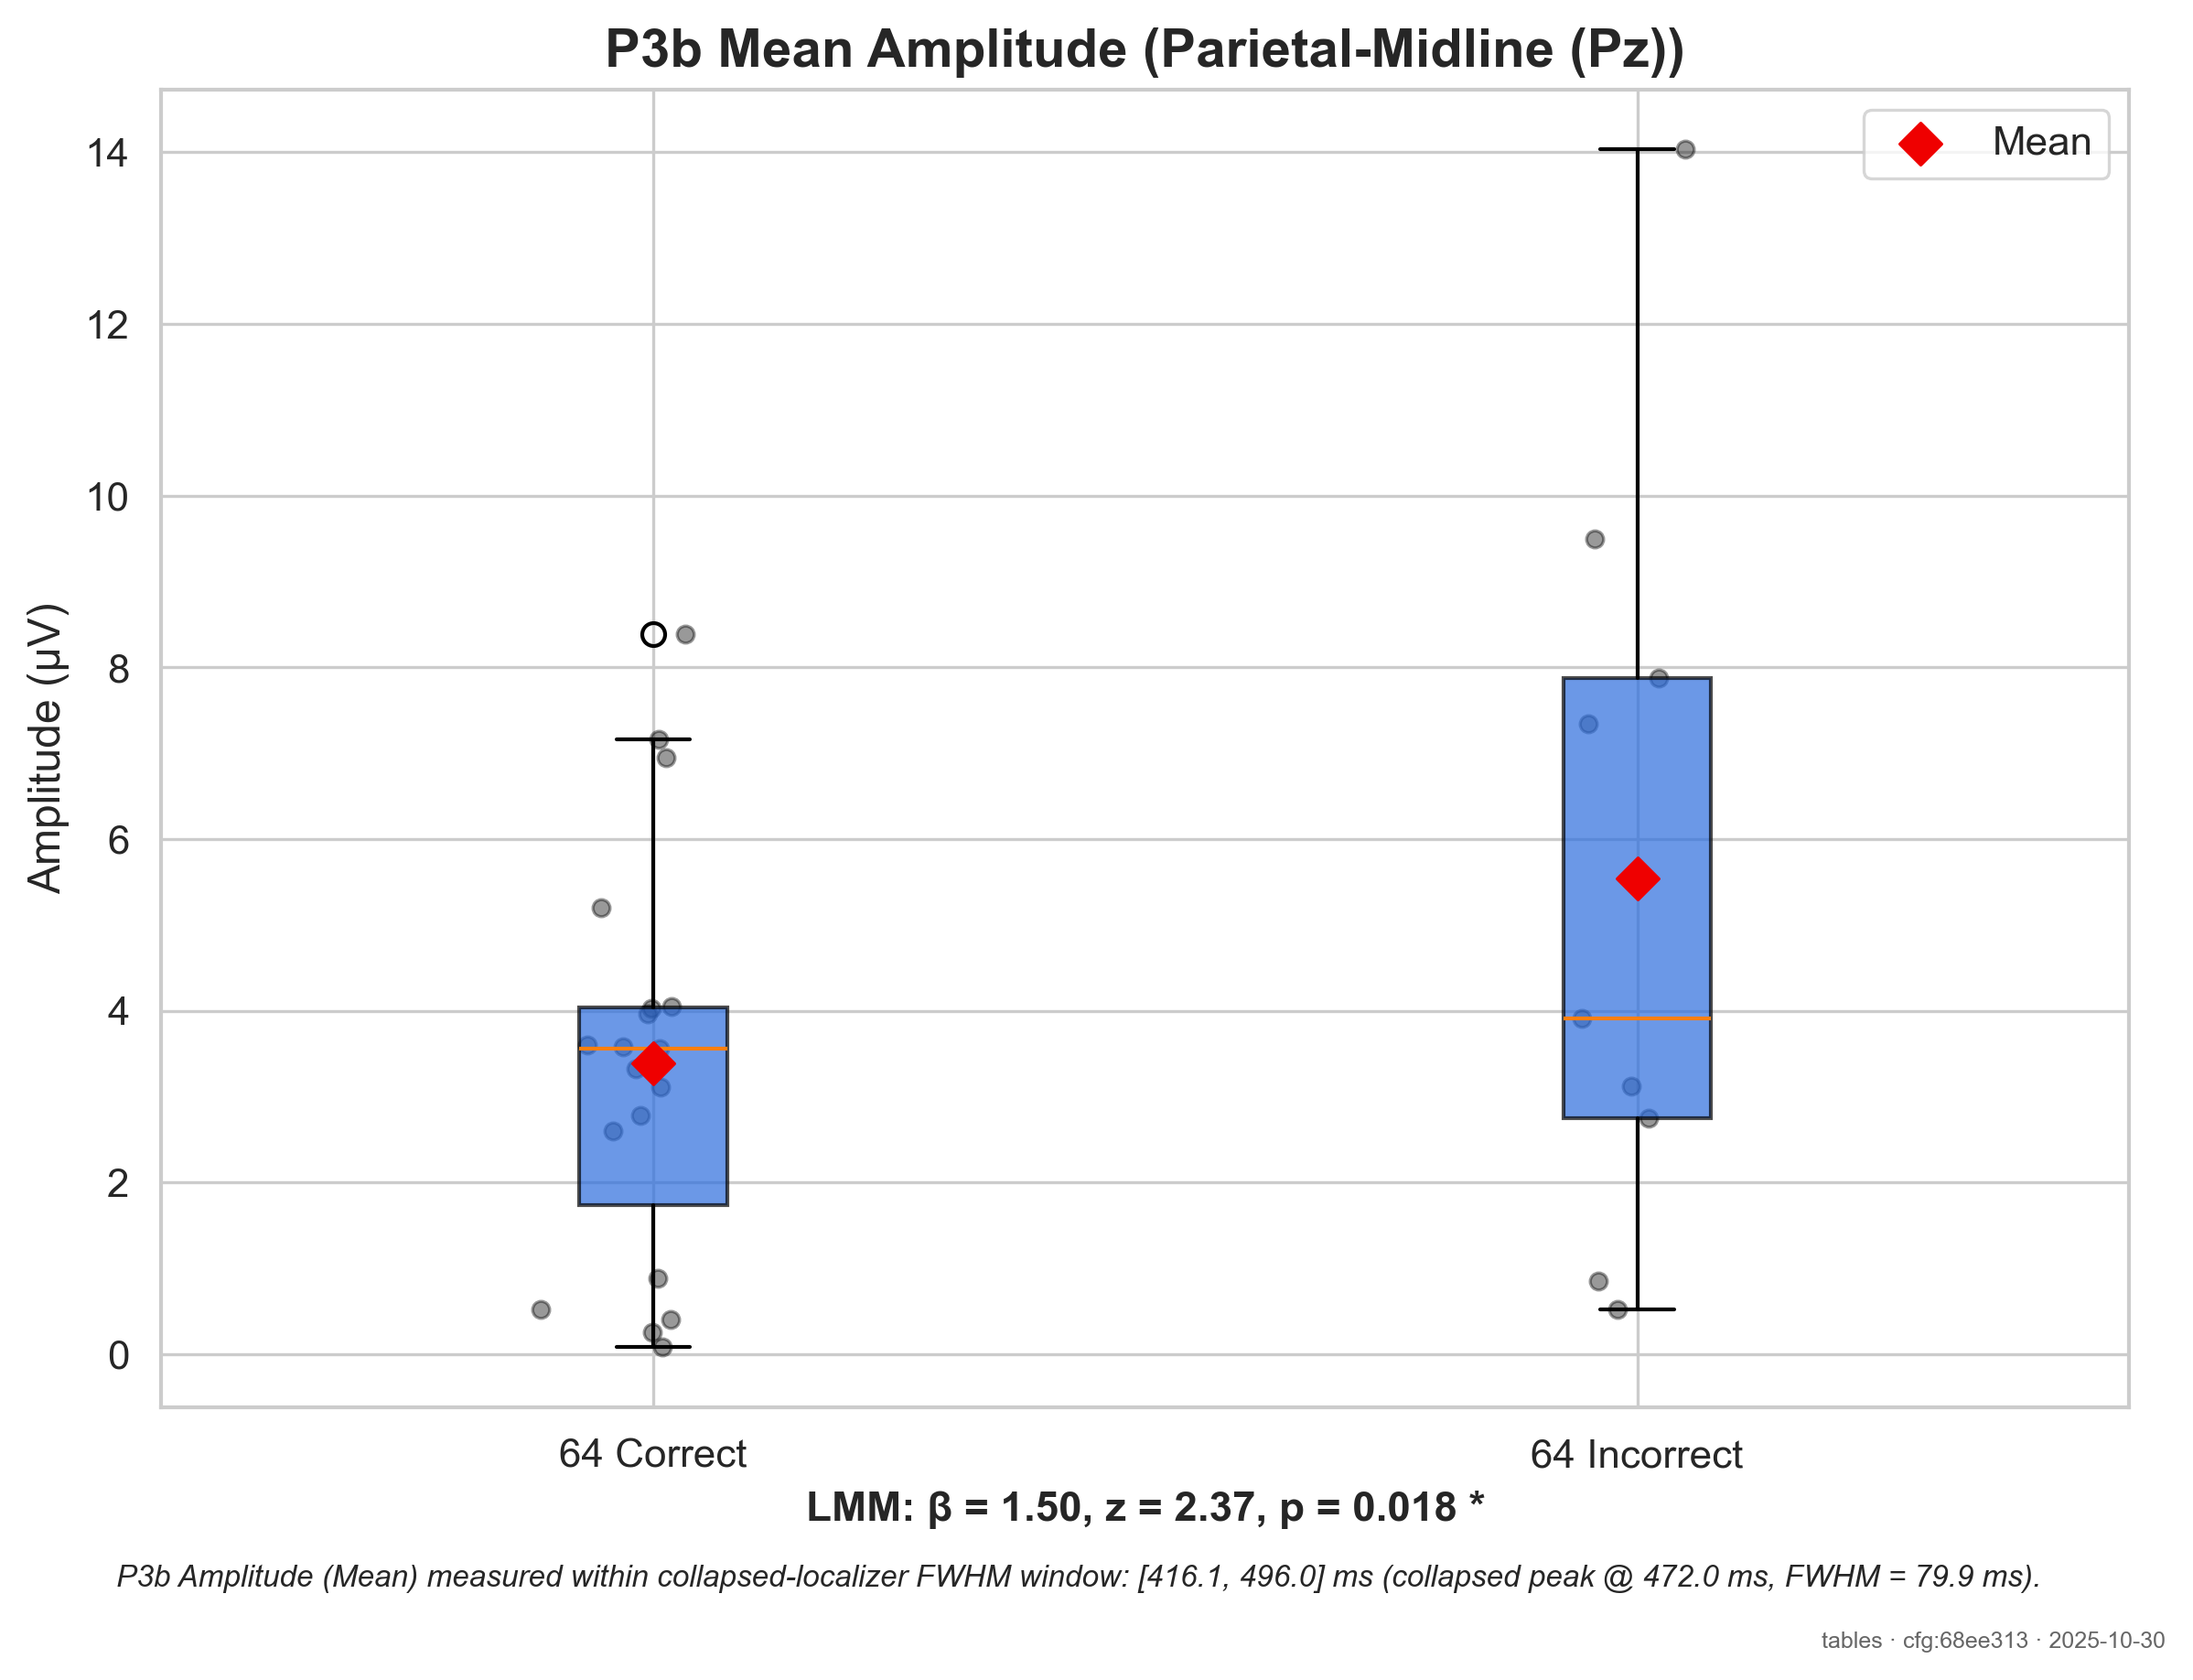 P3b Mean Amplitude (Parietal-Midline (Pz))
Mean
14
12
10
8
6
4
2
0
Amplitude (µV)
64 Correct
64 Incorrect
LMM: β = 1.50, z = 2.37, p = 0.018 *
P3b Amplitude (Mean) measured within collapsed-localizer FWHM window: [416.1, 496.0] ms (collapsed peak @ 472.0 ms, FWHM = 79.9 ms).
tables · cfg:68ee313 · 2025-10-30